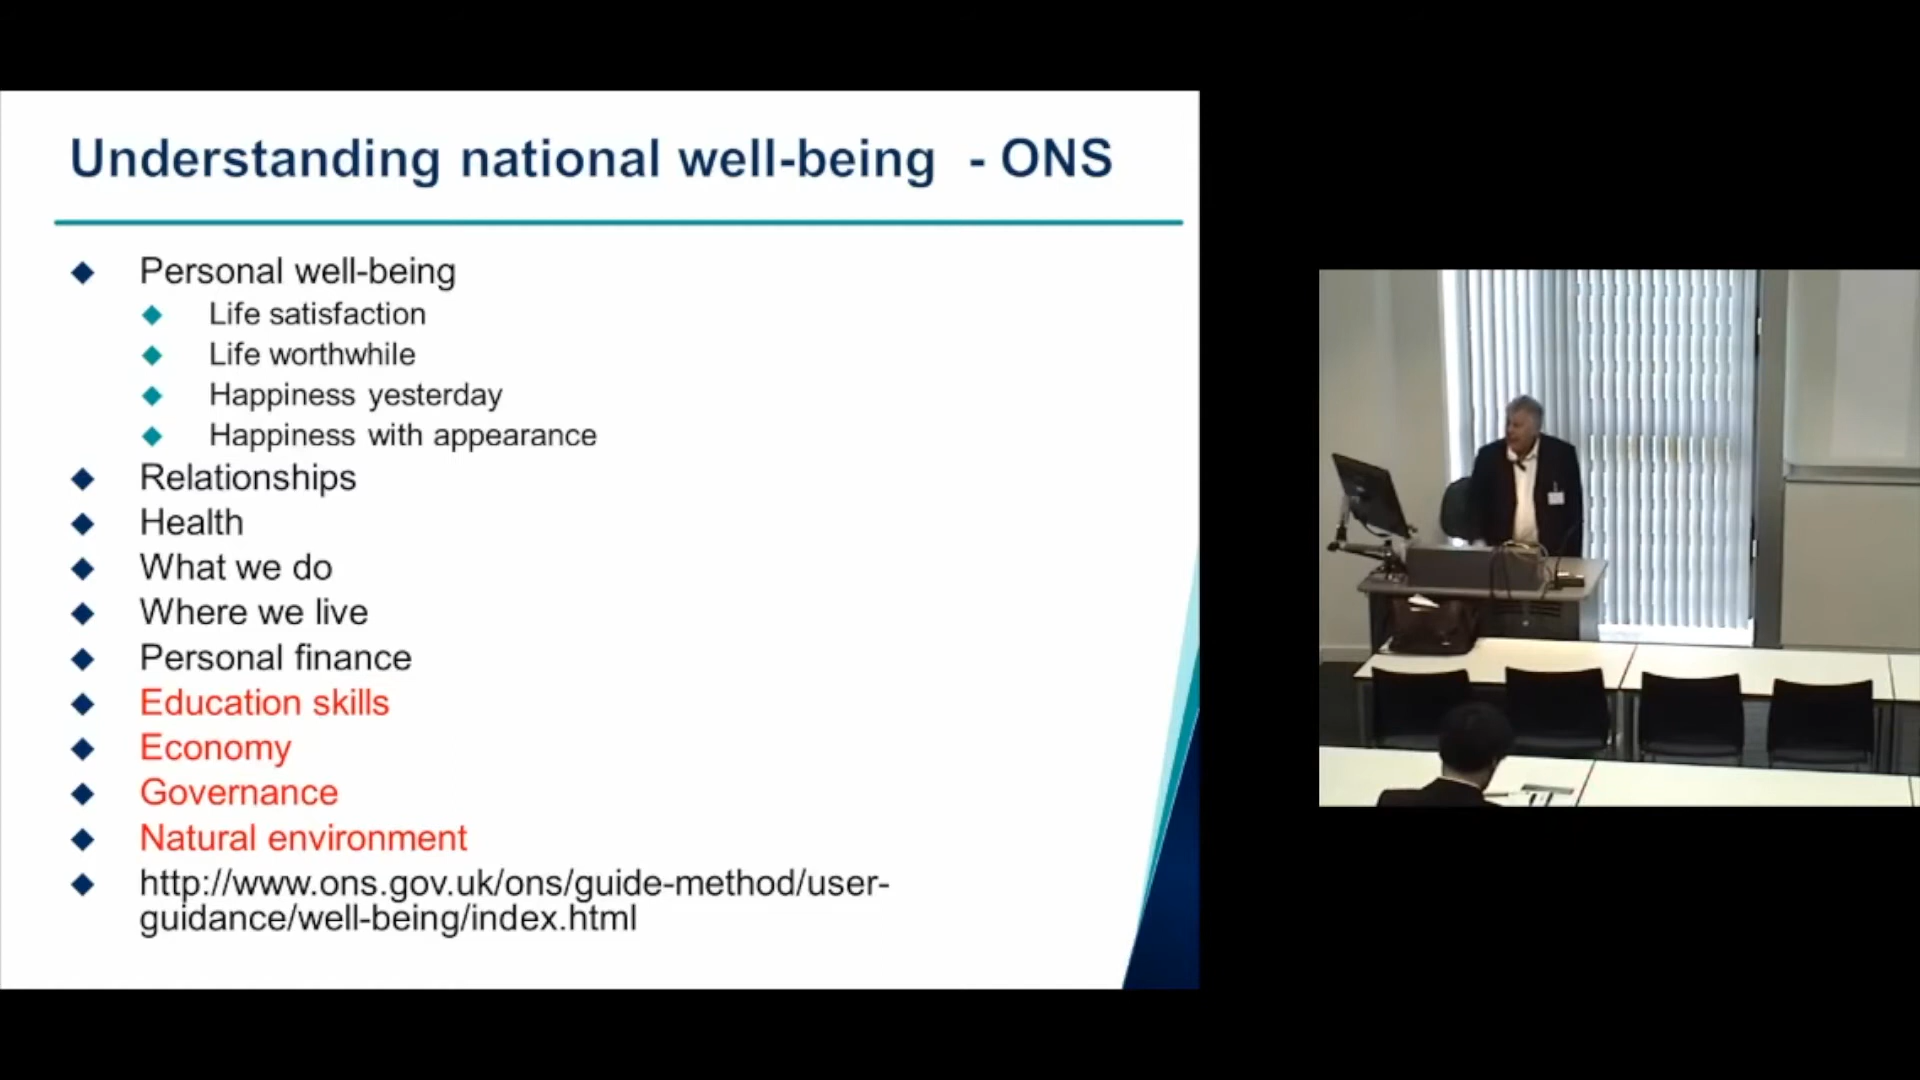 Understanding national well-being - ONS
Personal well-being
Life satisfaction
Life worthwhile
Happiness yesterday
Happiness with appearance
Relationships
Health
What we do
Where we live
Personal finance
Education skills
Economy
Governance
Natural environment
http://www.ons.gov.uk/ons/guide-method/user-
guidance/well-being/index.html